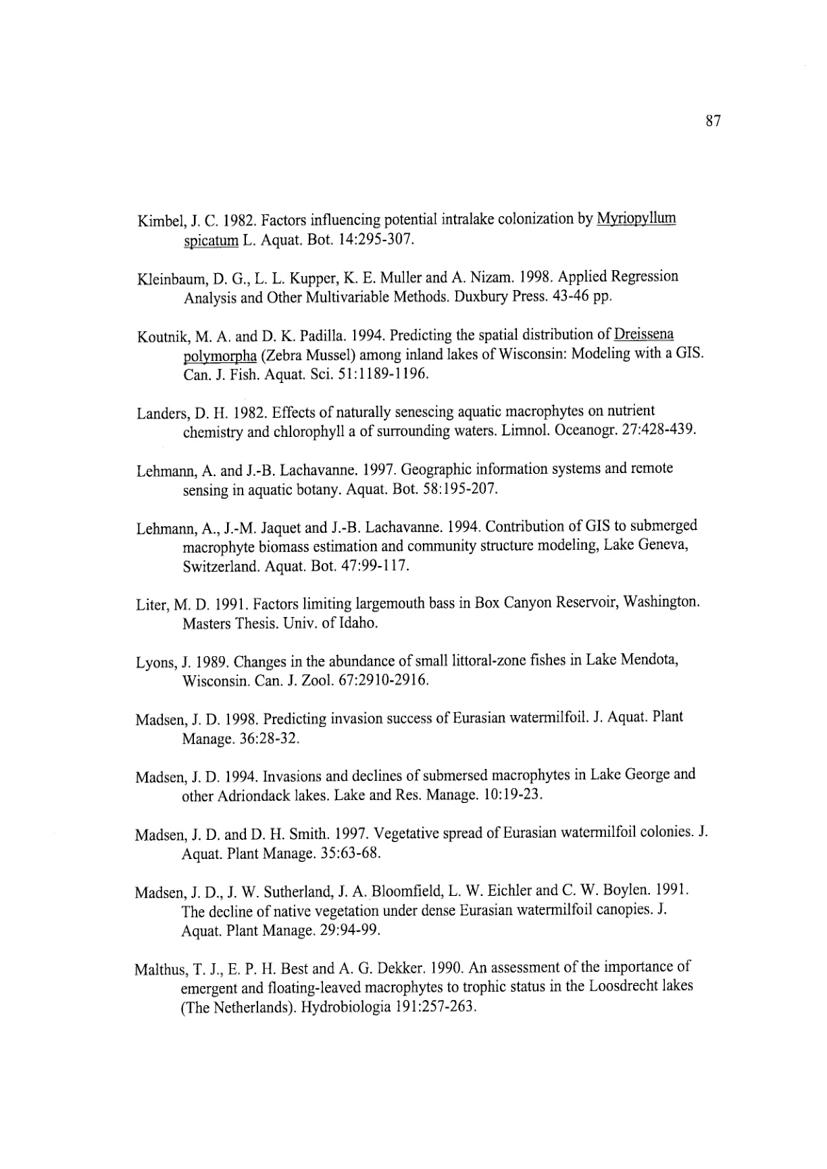 87
Kimbel, J. C. 1982. Factors influencing potential intralake colonization by Myriopyllum
spicatum L. Aquat. Bot. 14:295-307.
Kleinbaum, D. G., L. L. Kupper, K. E. Muller and A. Nizam. 1998. Applied Regression
Analysis and Other Multivariable Methods. Duxbury Press. 43-46 pp.
Koutnik, M. A. and D. K. Padilla. 1994. Predicting the spatial distribution of Dreissena
polymorpha (Zebra Mussel) among inland lakes of Wisconsin: Modeling with a GIS.
Can. J. Fish. Aquat. Sci. 51:1189-1196.
Landers, D. H. 1982. Effects of naturally senescing aquatic macrophytes on nutrient
chemistry and chlorophyll a of surrounding waters. Limnol. Oceanogr. 27:428-439.
Lehmann, A. and J.-B. Lachavanne. 1997. Geographic information systems and remote
sensing in aquatic botany. Aquat. Bot. 58:195-207.
Lehmann, A., J.-M. Jaquet and J.-B. Lachavanne. 1994. Contribution of GIS to submerged
macrophyte biomass estimation and community structure modeling, Lake Geneva,
Switzerland. Aquat. Bot. 47:99-117.
Liter, M. D. 1991. Factors limiting largemouth bass in Box Canyon Reservoir, Washington.
Masters Thesis. Univ. of Idaho.
Lyons, J. 1989. Changes in the abundance of small littoral-zone fishes in Lake Mendota,
Wisconsin. Can. J. Zool. 67:2910-2916.
Madsen, J. D. 1998. Predicting invasion success of Eurasian watermilfoil. J. Aquat. Plant
Manage. 36:28-32.
Madsen, J. D. 1994. Invasions and declines of submersed macrophytes in Lake George and
other Adriondack lakes. Lake and Res. Manage. 10:19-23.
Madsen, J. D. and D. H. Smith. 1997. Vegetative spread of Eurasian watermilfoil colonies. J.
Aquat. Plant Manage. 35:63-68.
Madsen, J. D., J. W. Sutherland, J. A. Bloomfield, L. W. Eichler and C. W. Boylen. 1991.
The decline of native vegetation under dense Eurasian watermilfoil canopies. J.
Aquat. Plant Manage. 29:94-99.
Malthus, T. J., E. P. H. Best and A. G. Dekker. 1990. An assessment of the importance of
emergent and floating-leaved macrophytes to trophic status in the Loosdrecht lakes
(The Netherlands). Hydrobiologia 191:257-263.